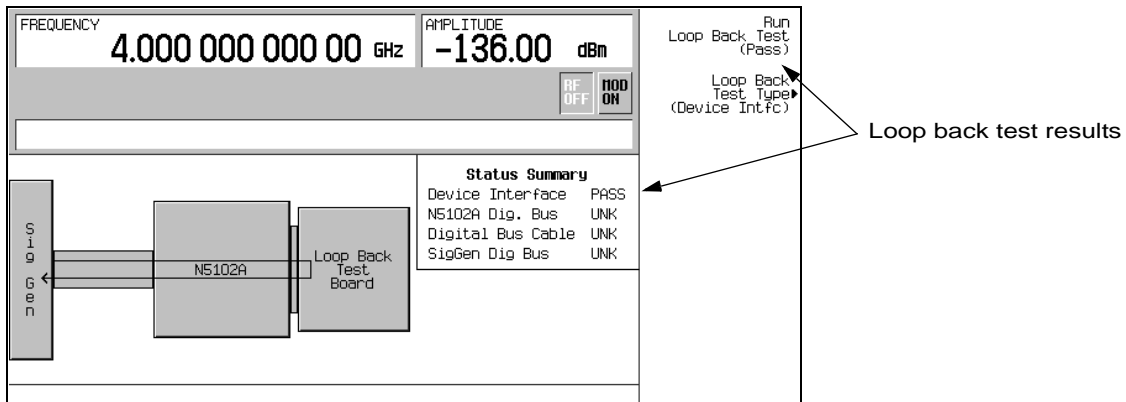 FREQUENCY
4.000 000 000 00 GHz
AMPLITUDE
-136.00 dBm
RF
OFF
MOD
ON
Run
Loop Back Test
(Pass)
Loop Back
Test Type
(Device Intfc)
Loop back test results
Status Summary
Device Interface PASS
N5102A Dig. Bus UNK
Digital Bus Cable UNK
SigGen Dig Bus UNK
Sig Gen
N5102A
Loop Back
Test
Board